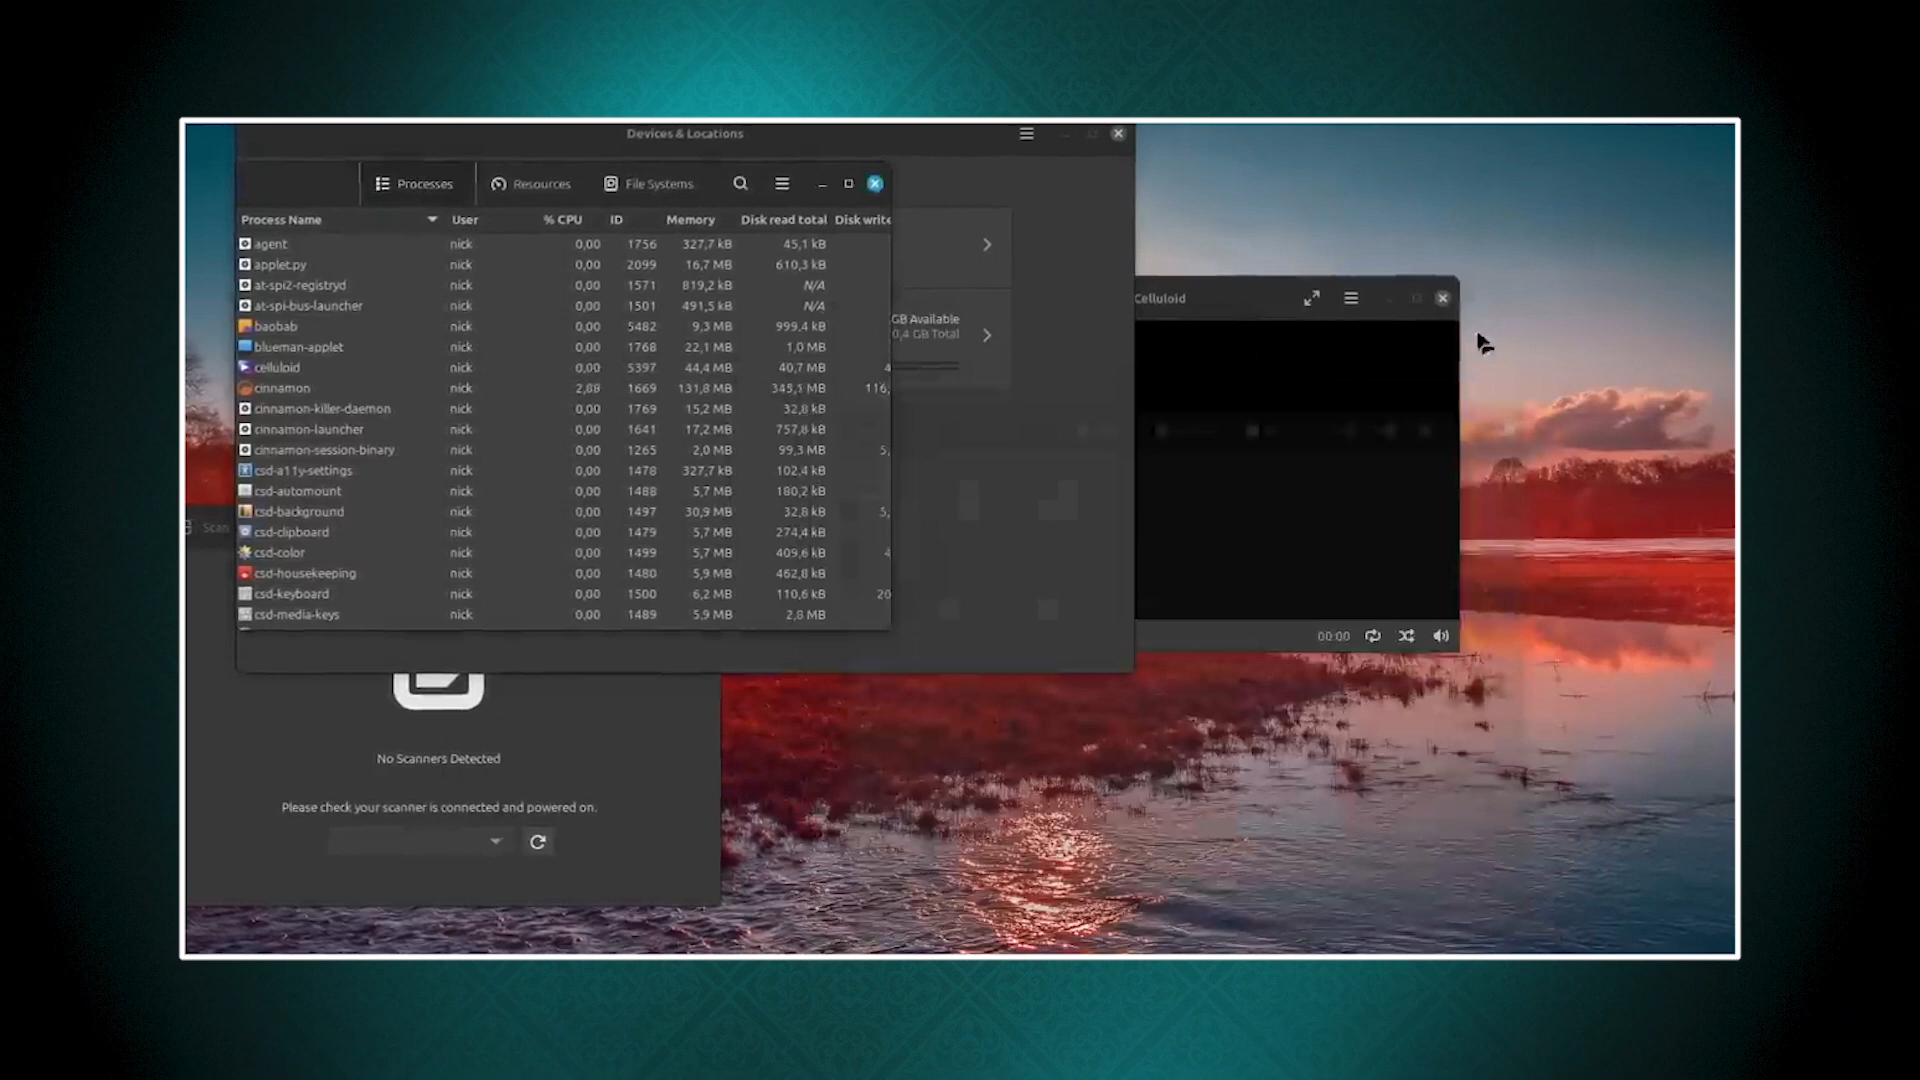 Devices & Locations
Processes Resources File Systems
Process Name User % CPU ID Memory Disk read total Disk write
agent nick 0,00 1756 327,7 kB 45,1 kB
applet.py nick 0,00 2099 16,7 MB 610,3 kB
at-spi2-registryd nick 0,00 1571 819,2 kB N/A
at-spi-bus-launcher nick 0,00 1501 491,5 kB N/A
baobab nick 0,00 5482 9,3 MB 999,4 kB
blueman-applet nick 0,00 1768 22,1 MB 1,0 MB
celluloid nick 0,00 5397 44,4 MB 40,7 MB 4
cinnamon nick 2,88 1669 131,8 MB 345,1 MB 116,
cinnamon-killer-daemon nick 0,00 1769 15,2 MB 32,8 kB
cinnamon-launcher nick 0,00 1641 17,2 MB 757,8 kB
cinnamon-session-binary nick 0,00 1265 2,0 MB 99,3 MB 5,
csd-a11y-settings nick 0,00 1478 327,7 kB 102,4 kB
csd-automount nick 0,00 1488 5,7 MB 180,2 kB
csd-background nick 0,00 1497 30,9 MB 32,8 kB 5,
csd-clipboard nick 0,00 1479 5,7 MB 274,4 kB
csd-color nick 0,00 1499 5,7 MB 409,6 kB 4
csd-housekeeping nick 0,00 1480 5,9 MB 462,8 kB
csd-keyboard nick 0,00 1500 6,2 MB 110,6 kB 20
csd-media-keys nick 0,00 1489 5,9 MB 2,8 MB
GB Available
0,4 GB Total
Celluloid
00:00
Scan
No Scanners Detected
Please check your scanner is connected and powered on.